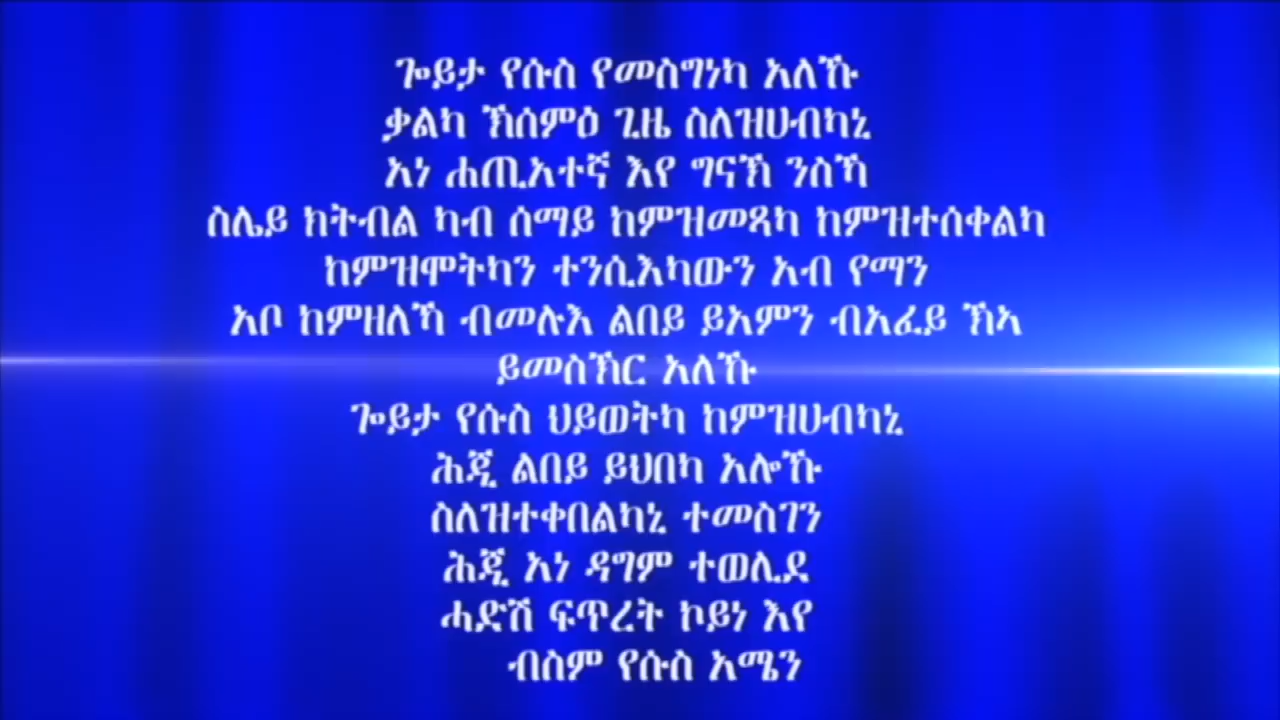 ጐይታ የሱስ የመስግነካ አለኹ
ቃልካ ኽሰምዕ ጊዜ ስለዝሀብካኒ
አነ ሐጢአተኛ እየ ግናኽ ንስኻ
ስሌይ ክትብል ካብ ሰማይ ከምዝመጻካ ከምዝተሰቀልካ
ከምዝሞትካን ተንሲእካውን አብ የማን
አቦ ከምዘለኻ ብመሉእ ልበይ ይአምን ብአፈይ ኽኣ
ይመስኽር አለኹ
ጐይታ የሱስ ህይወትካ ከምዝሀብካኒ
ሕጂ ልበይ ይህበካ አሎኹ
ስለዝተቀበልካኒ ተመስገን
ሕጂ አነ ዳግም ተወሊደ
ሓድሽ ፍጥረት ኮይነ እየ
ብስም የሱስ አሜን